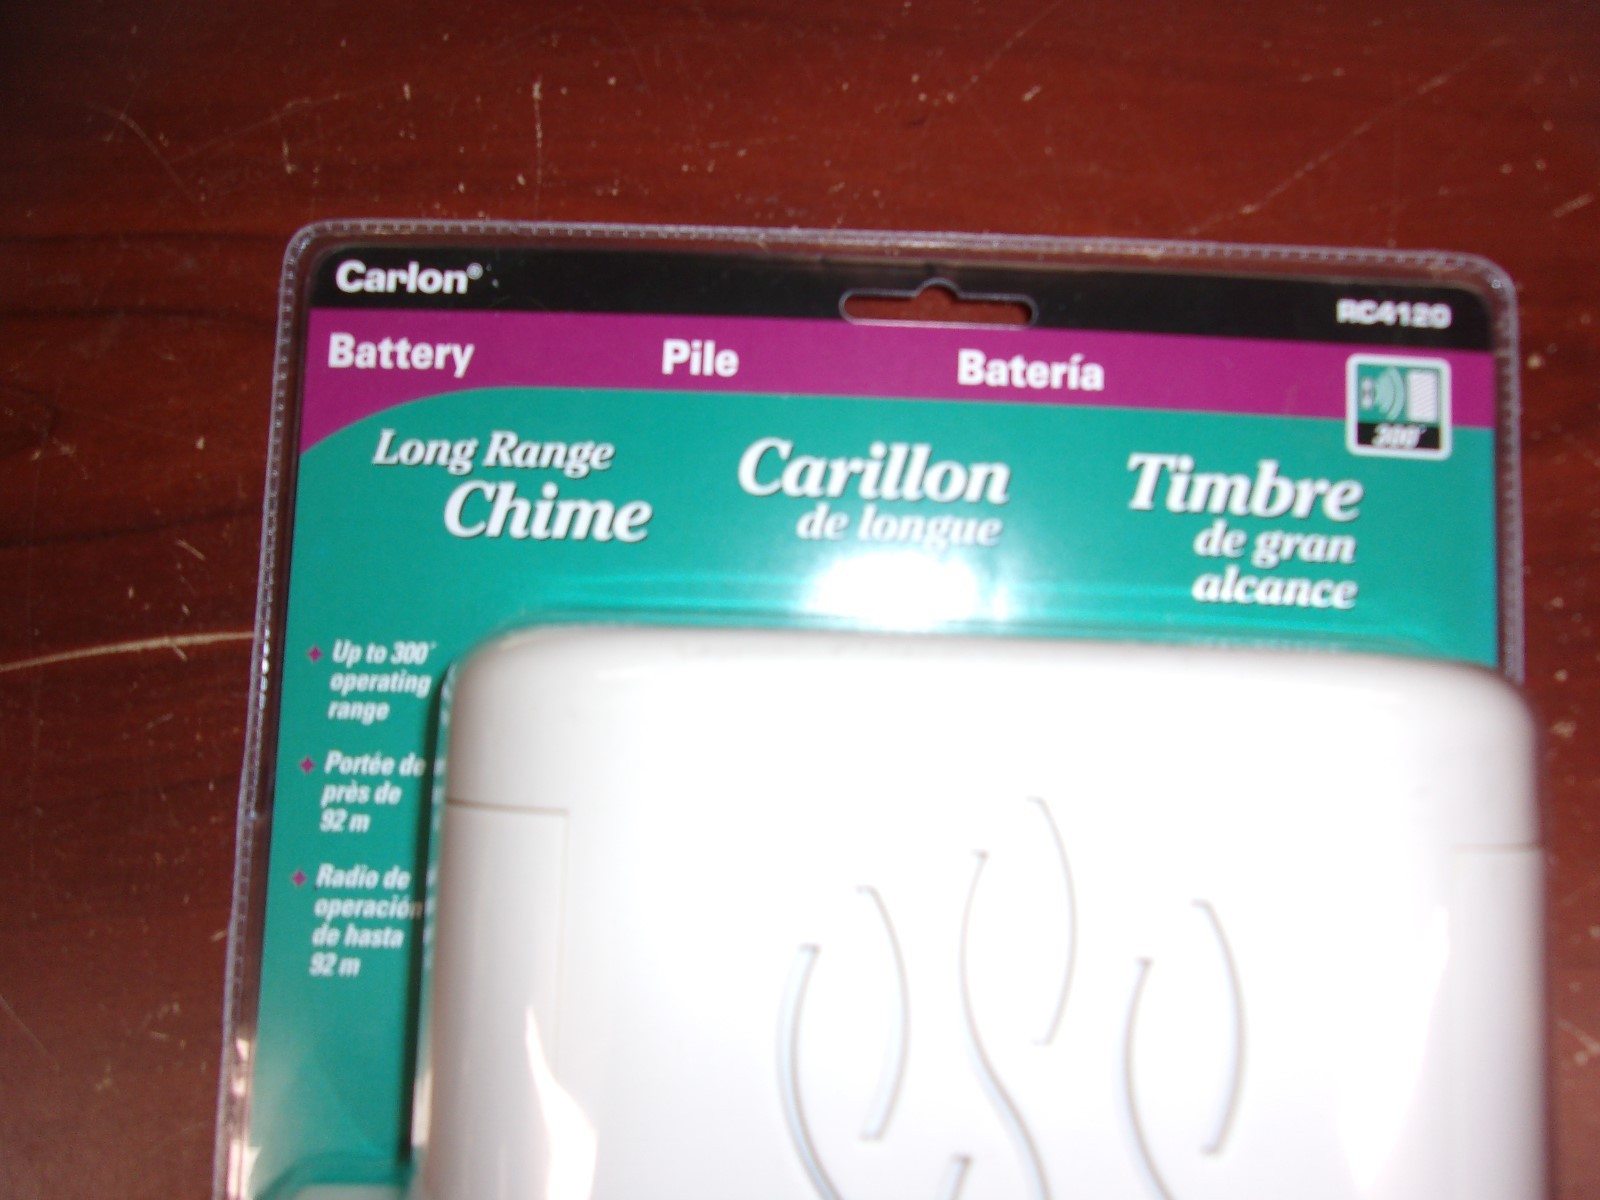 Carlon®
RC4120
Battery
Pile
Batería
300'
Long Range
Chime
Carillon
de longue
Timbre
de gran
alcance
Up to 300'
operating
range
Portée de
près de
92 m
Radio de
operación
de hasta
92 m